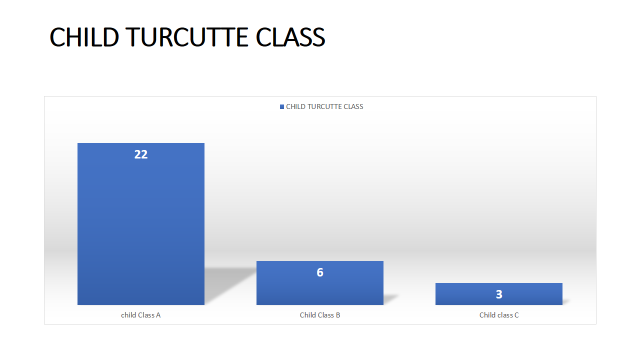 CHILD TURCUTTE CLASS
CHILD TURCUTTE CLASS
22
6
3
child Class A
Child Class B
Child class C